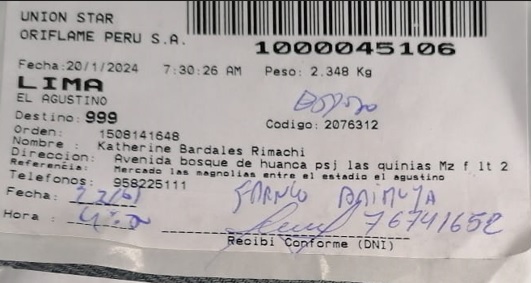 UNION STAR
ORIFLAME PERU S.A.
1000045106
Fecha:20/1/2024 7:30:26 AM Peso: 2.348 Kg
LIMA
EL AGUSTINO
Destino: 999
Codigo: 2076312
Orden: 1508141648
Nombre : Katherine Bardales Rimachi
Direccion: Avenida bosque de huanca psj las quinias Mz f lt 2
Referencia: Mercado las magnolias entre el estadio el agustino
Telefonos: 958225111
Fecha:
Hora :
76741652
Recibi Conforme (DNI)